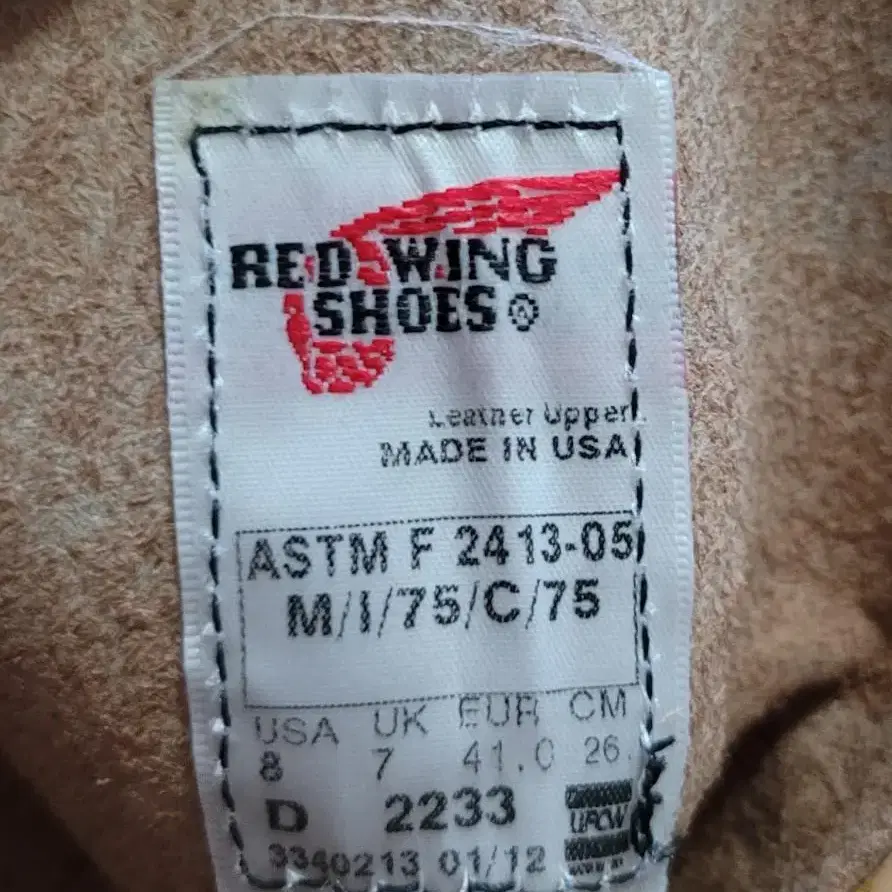 RED WING
SHOES®
Leather Upper
MADE IN USA
ASTM F 2413-05
M/I/75/C/75
USA UK EUR CM
8 7 41.0 26.
D 2233 UFCW
3340213 01/12